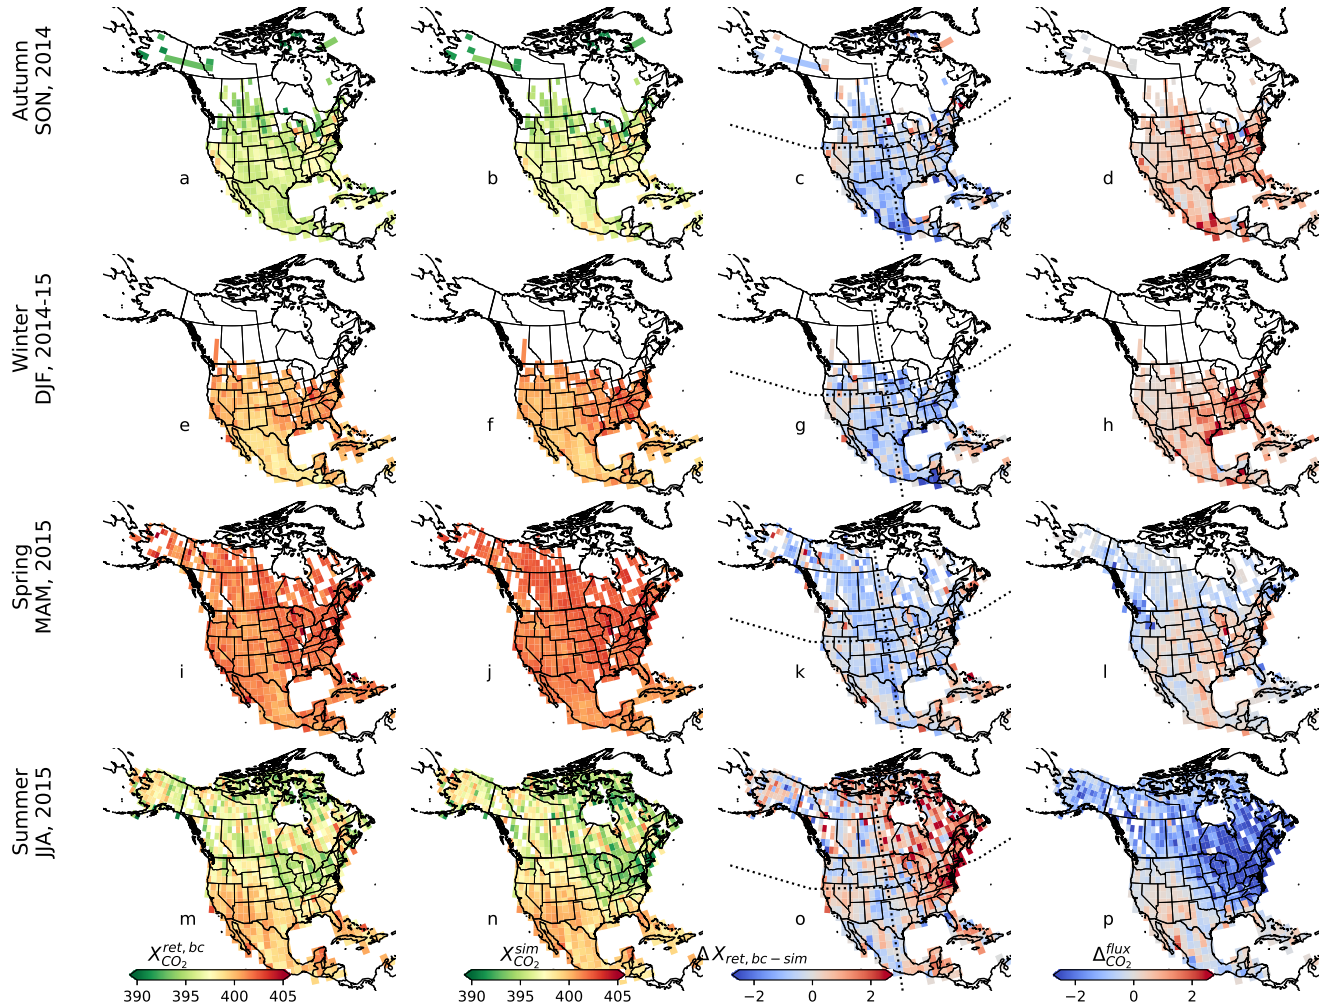 Autumn
SON, 2014
a
b
c
d
Winter
DJF, 2014-15
e
f
g
h
Spring
MAM, 2015
i
j
k
l
Summer
JJA, 2015
m
n
o
p
X_{CO_2}^{ret, bc}
X_{CO_2}^{sim}
ΔX_{ret, bc − sim}
Δ_{CO_2}^{flux}
390 395 400 405
390 395 400 405
−2 0 2
−2 0 2